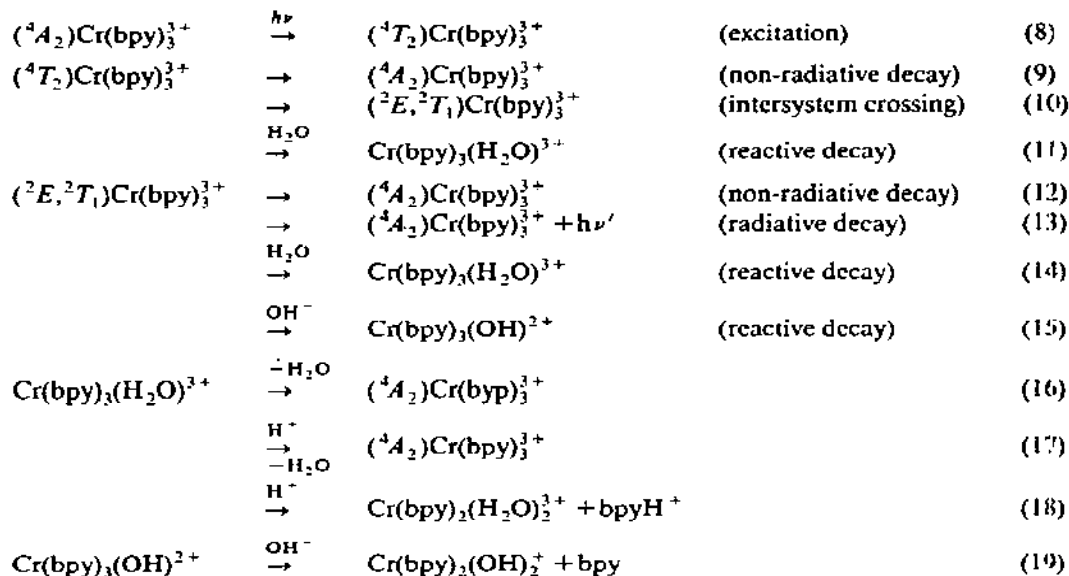 (⁴A₂)Cr(bpy)₃³⁺ →(hν) (⁴T₂)Cr(bpy)₃³⁺ (excitation) (8)
(⁴T₂)Cr(bpy)₃³⁺ → (⁴A₂)Cr(bpy)₃³⁺ (non-radiative decay) (9)
→ (²E,²T₁)Cr(bpy)₃³⁺ (intersystem crossing) (10)
→(H₂O) Cr(bpy)₃(H₂O)³⁺ (reactive decay) (11)
(²E,²T₁)Cr(bpy)₃³⁺ → (⁴A₂)Cr(bpy)₃³⁺ (non-radiative decay) (12)
→ (⁴A₂)Cr(bpy)₃³⁺ + hν′ (radiative decay) (13)
→(H₂O) Cr(bpy)₃(H₂O)³⁺ (reactive decay) (14)
→(OH⁻) Cr(bpy)₃(OH)²⁺ (reactive decay) (15)
Cr(bpy)₃(H₂O)³⁺ →(−H₂O) (⁴A₂)Cr(byp)₃³⁺ (16)
→(H⁺, −H₂O) (⁴A₂)Cr(bpy)₃³⁺ (17)
→(H⁺) Cr(bpy)₂(H₂O)₂³⁺ + bpyH⁺ (18)
Cr(bpy)₃(OH)²⁺ →(OH⁻) Cr(bpy)₂(OH)₂⁺ + bpy (19)